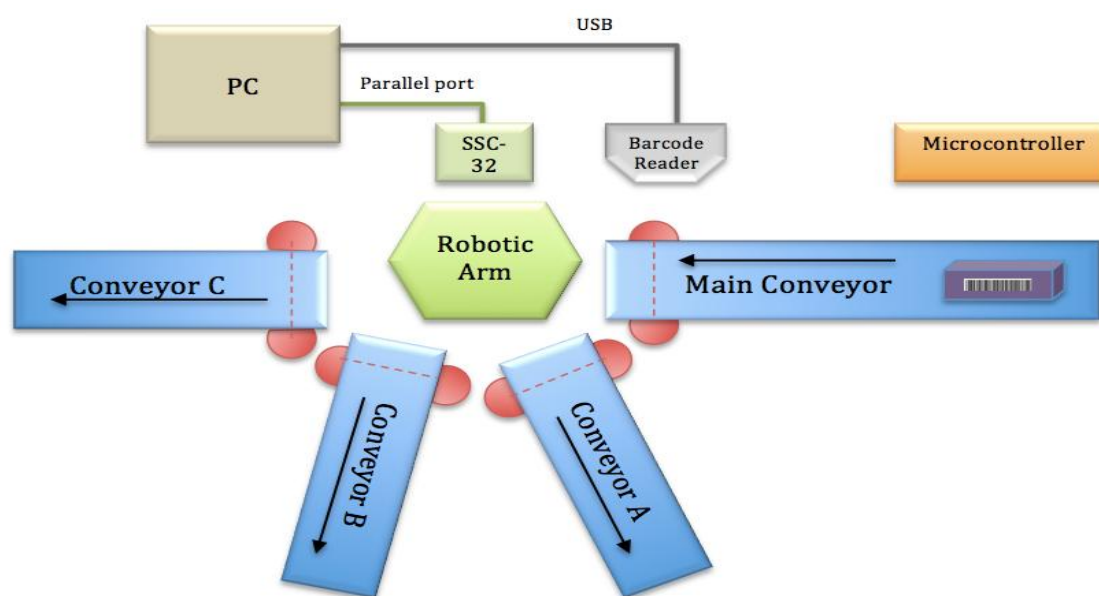 USB
PC
Parallel port
SSC-
32
Barcode
Reader
Microcontroller
Robotic
Arm
Conveyor C
Main Conveyor
Conveyor B
Conveyor A